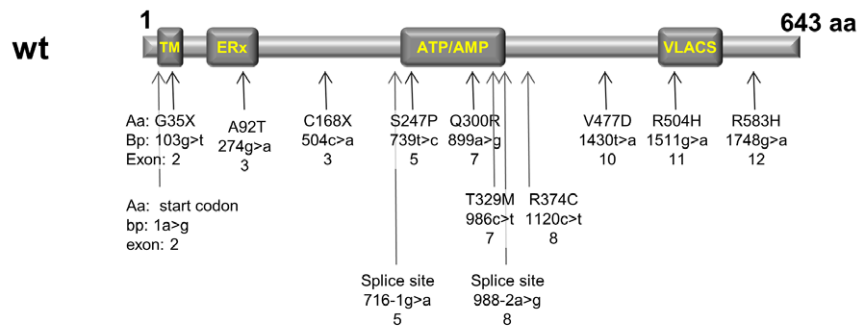 1
643 aa
wt
TM
ERx
ATP/AMP
VLACS
Aa: G35X
Bp: 103g>t
Exon: 2
A92T
274g>a
3
C168X
504c>a
3
S247P
739t>c
5
Q300R
899a>g
7
V477D
1430t>a
10
R504H
1511g>a
11
R583H
1748g>a
12
Aa: start codon
bp: 1a>g
exon: 2
T329M
986c>t
7
R374C
1120c>t
8
Splice site
716-1g>a
5
Splice site
988-2a>g
8